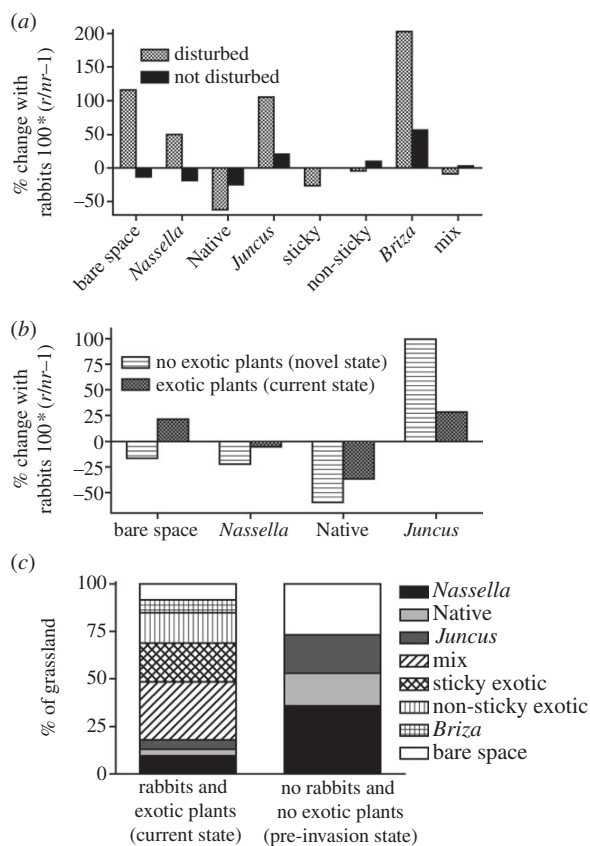 (a)
% change with
rabbits 100* (r/nr–1)
200
150
100
50
0
–50
disturbed
not disturbed
bare space
Nassella
Native
Juncus
sticky
non-sticky
Briza
mix
(b)
% change with
rabbits 100* (r/nr–1)
100
75
50
25
0
–25
–50
no exotic plants (novel state)
exotic plants (current state)
bare space
Nassella
Native
Juncus
(c)
% of grassland
100
75
50
25
0
rabbits and
exotic plants
(current state)
no rabbits and
no exotic plants
(pre-invasion state)
Nassella
Native
Juncus
mix
sticky exotic
non-sticky exotic
Briza
bare space